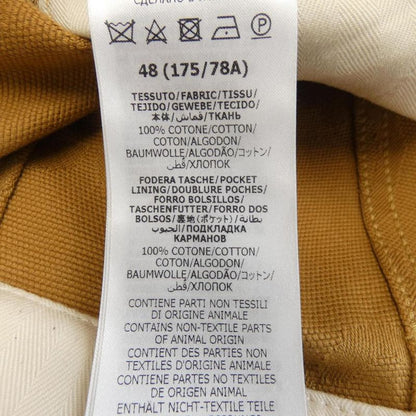 48 (175/78A)
TESSUTO/FABRIC/TISSU/
TEJIDO/GEWEBE/TECIDO/
本体/قماش/ТКАНЬ
100% COTONE/COTTON/
COTON/ALGODON/
BAUMWOLLE/ALGODÃO/コットン/
قطن/ХЛОПОК
FODERA TASCHE/POCKET
LINING/DOUBLURE POCHES/
FORRO BOLSILLOS/
TASCHENFUTTER/FORRO DOS
BOLSOS/裏地(ポケット)/بطانة
الجيوب/ПОДКЛАДКА
КАРМАНОВ
100% COTONE/COTTON/
COTON/ALGODON/
BAUMWOLLE/ALGODÃO/コットン/
قطن/ХЛОПОК
CONTIENE PARTI NON TESSILI
DI ORIGINE ANIMALE
CONTAINS NON-TEXTILE PARTS
OF ANIMAL ORIGIN
CONTIENT DES PARTIES NON
TEXTILES D'ORIGINE ANIMALE
CONTIENE PARTES NO TEXTILES
DE ORIGEN ANIMAL
ENTHÄLT NICHT-TEXTILE TEILE